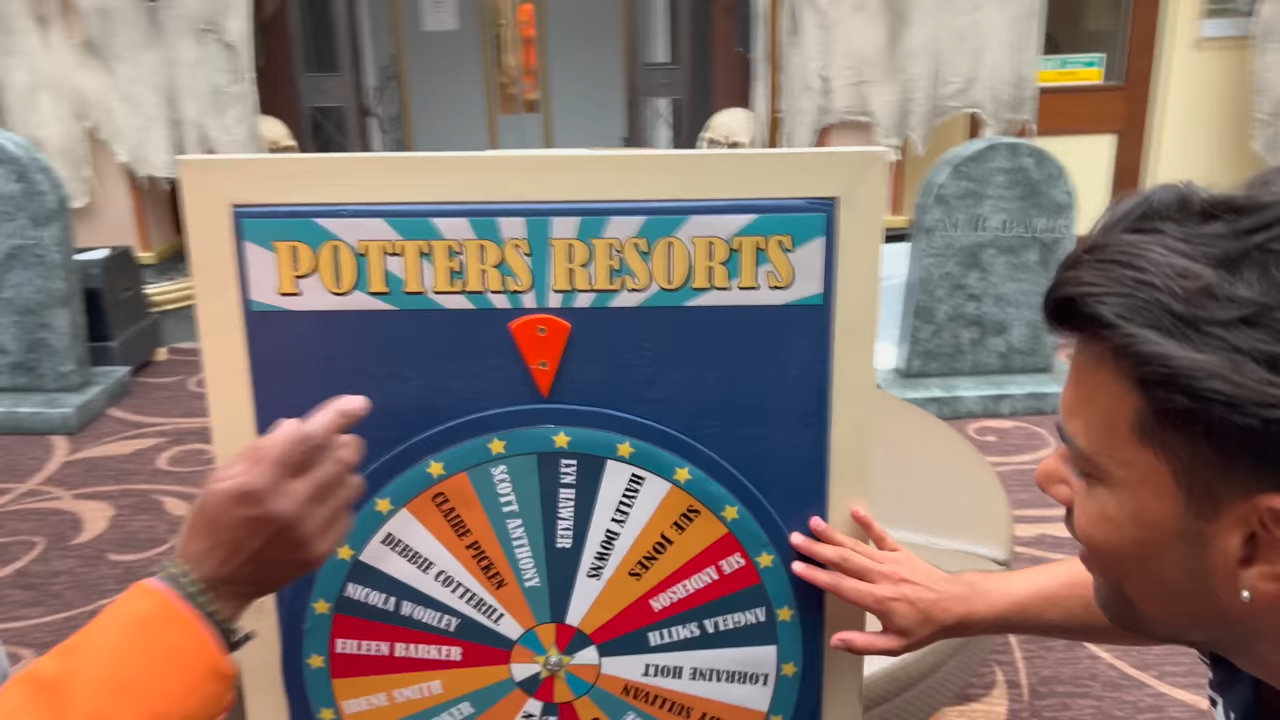 POTTERS RESORTS
LYN HAWKER
HAYLEY DOWNS
SUE JONES
SUE ANDERSON
ANGELA SMITH
LORRAINE HOLT
SULLIVAN
SCOTT ANTHONY
CLAIRE PICKEN
DEBBIE COTTERILL
NICOLA WORLEY
EILEEN BARKER
IRENE SMITH